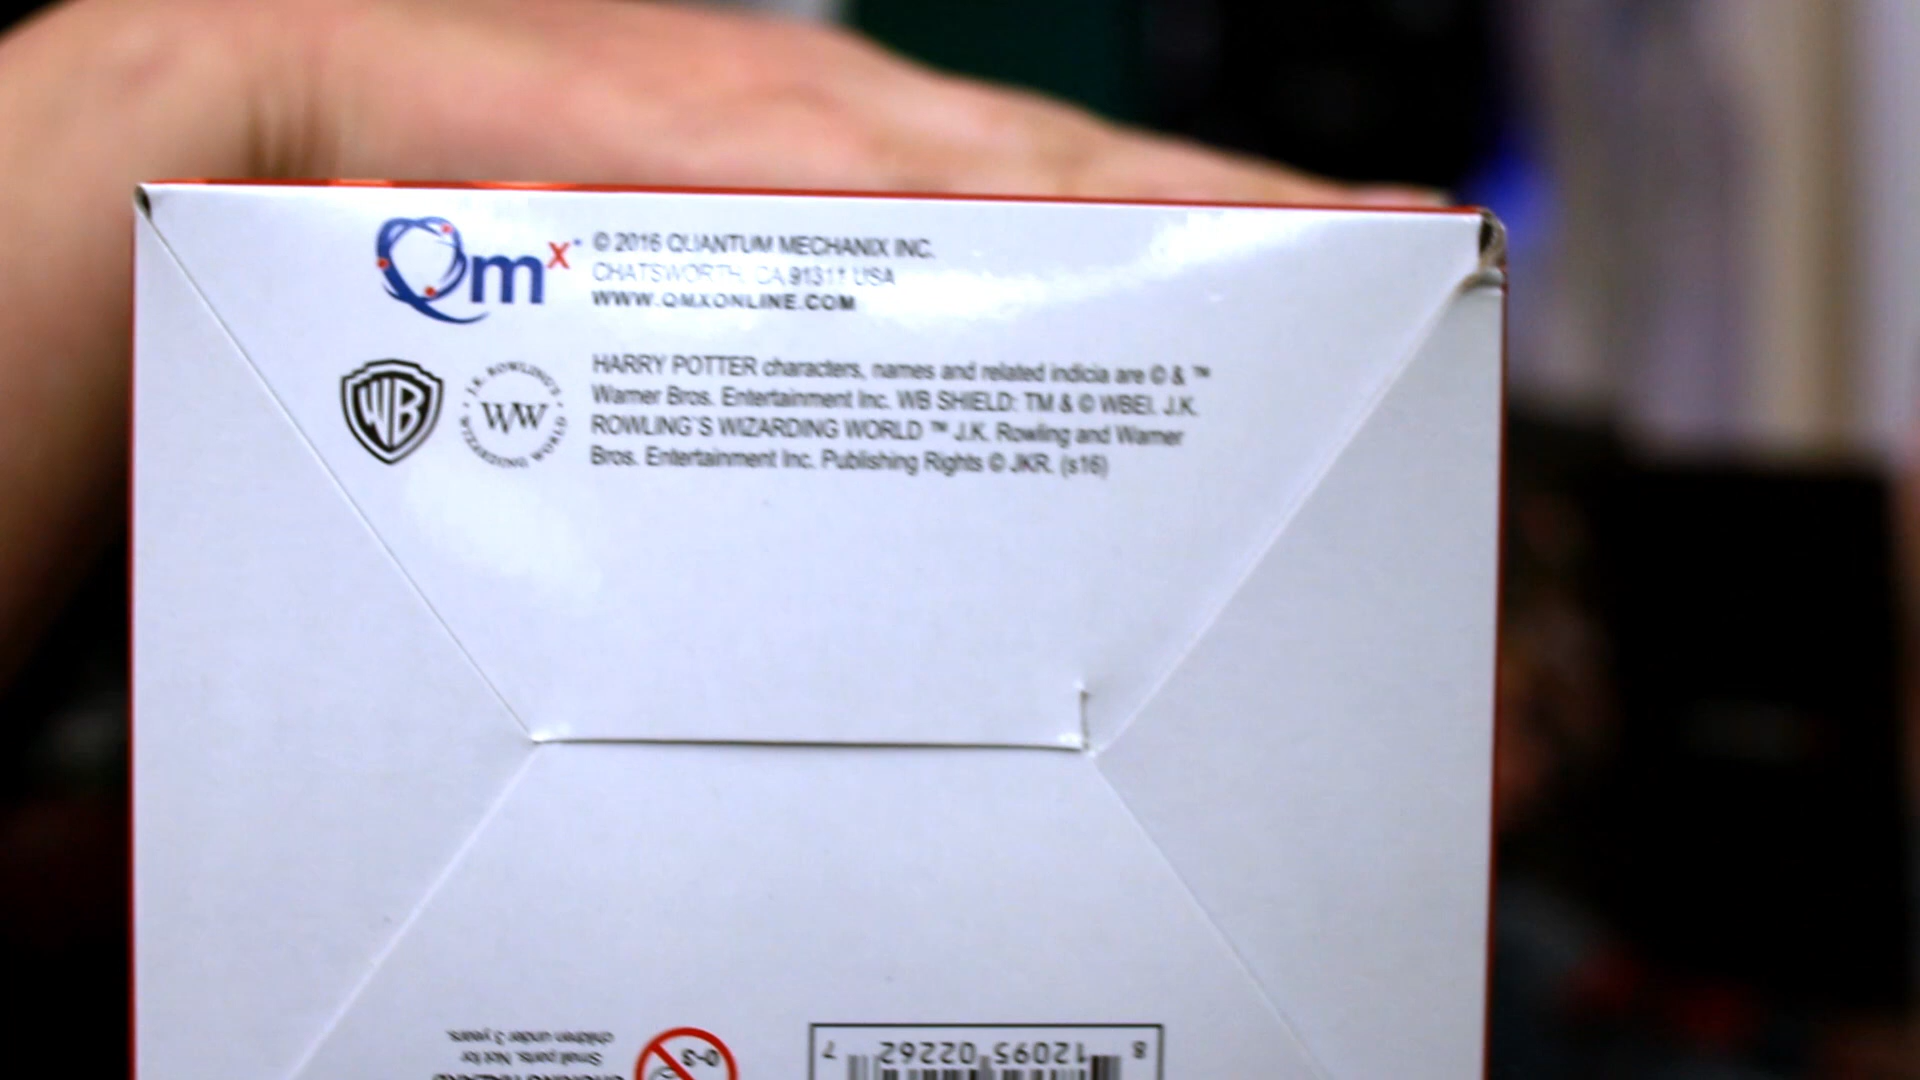 Qmx
© 2016 QUANTUM MECHANIX INC.
CHATSWORTH, CA 91311 USA
WWW.QMXONLINE.COM
WB
J.K. ROWLING'S
WW
WIZARDING WORLD
HARRY POTTER characters, names and related indicia are © & ™
Warner Bros. Entertainment Inc. WB SHIELD: TM & © WBEI. J.K.
ROWLING'S WIZARDING WORLD ™ J.K. Rowling and Warner
Bros. Entertainment Inc. Publishing Rights © JKR. (s16)
8 12095 02262 7
0-3
Small parts. Not for
children under 3 years.